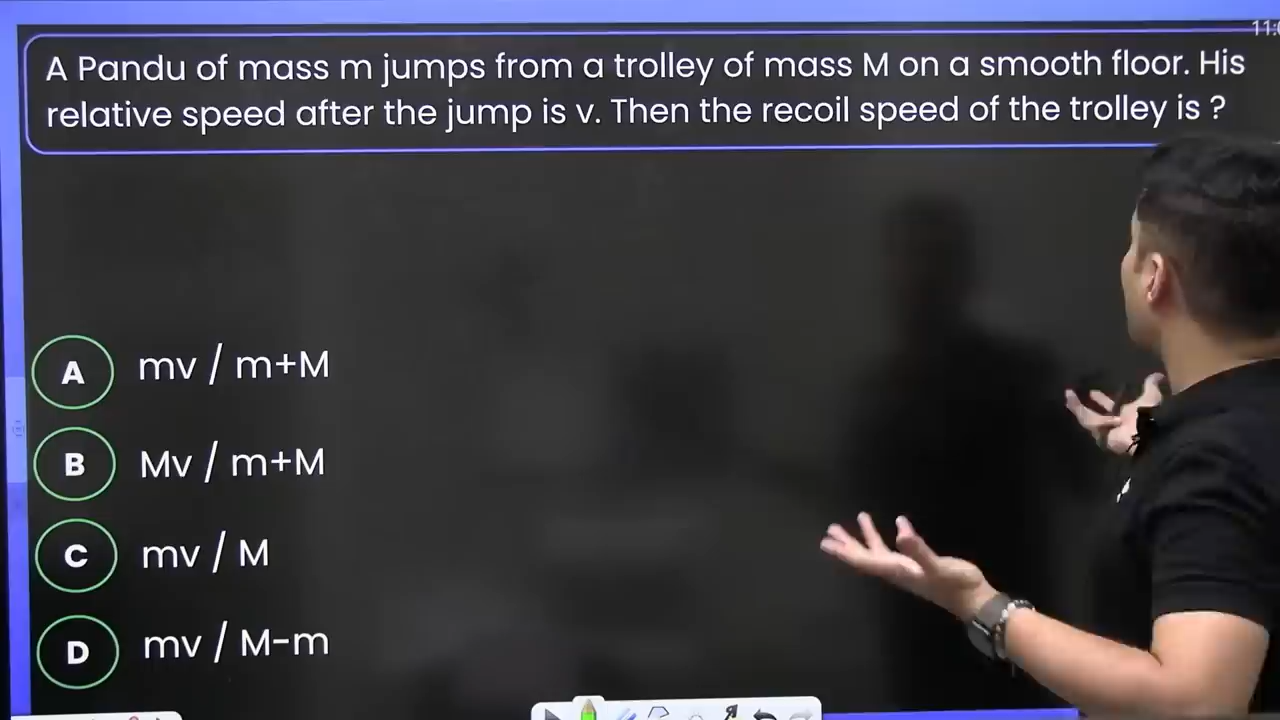 A Pandu of mass m jumps from a trolley of mass M on a smooth floor. His
relative speed after the jump is v. Then the recoil speed of the trolley is ?
A mv / m+M
B Mv / m+M
C mv / M
D mv / M-m